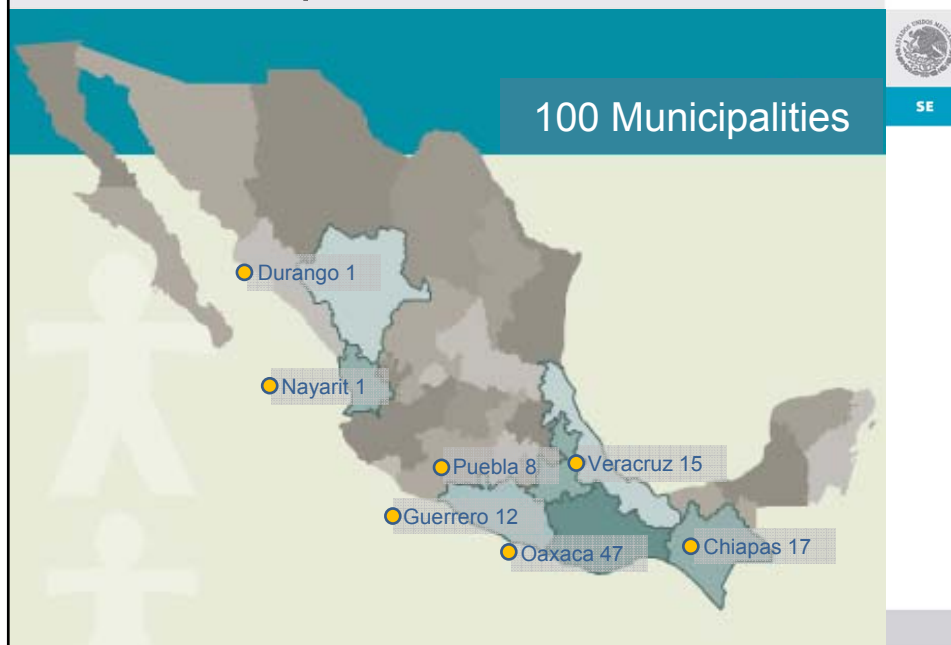 100 Municipalities
SE
Durango 1
Nayarit 1
Puebla 8
Veracruz 15
Guerrero 12
Oaxaca 47
Chiapas 17